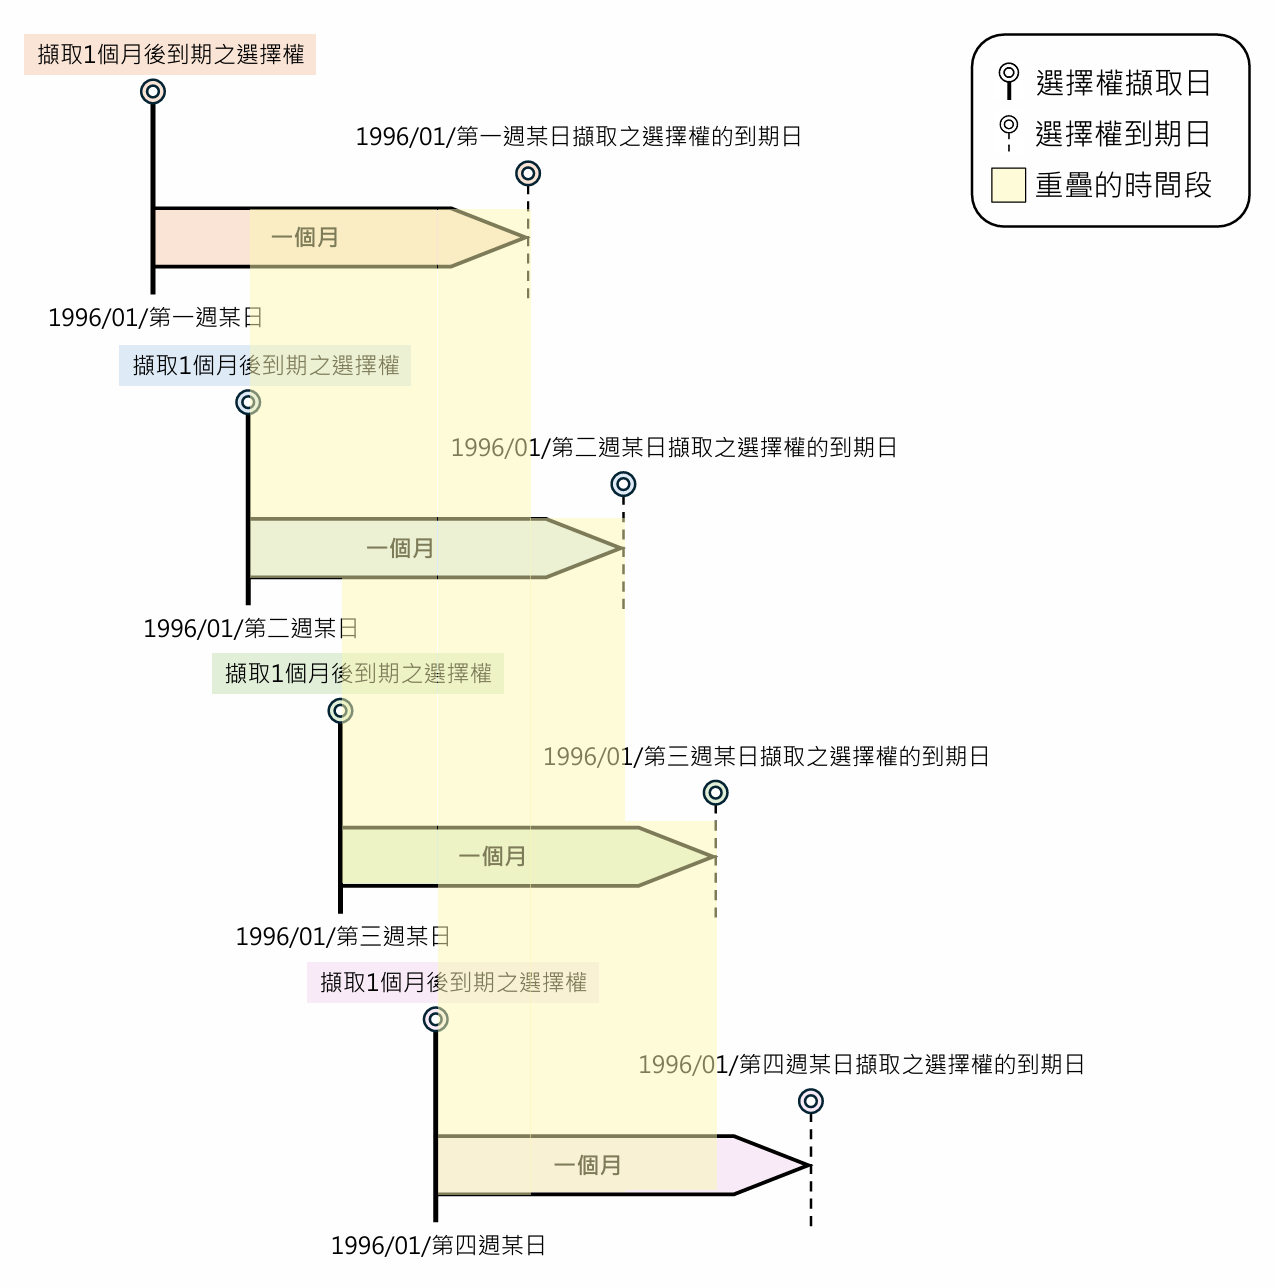 擷取1個月後到期之選擇權
選擇權擷取日
選擇權到期日
重疊的時間段
1996/01/第一週某日擷取之選擇權的到期日
一個月
1996/01/第一週某日
擷取1個月後到期之選擇權
1996/01/第二週某日擷取之選擇權的到期日
一個月
1996/01/第二週某日
擷取1個月後到期之選擇權
1996/01/第三週某日擷取之選擇權的到期日
一個月
1996/01/第三週某日
擷取1個月後到期之選擇權
1996/01/第四週某日擷取之選擇權的到期日
一個月
1996/01/第四週某日